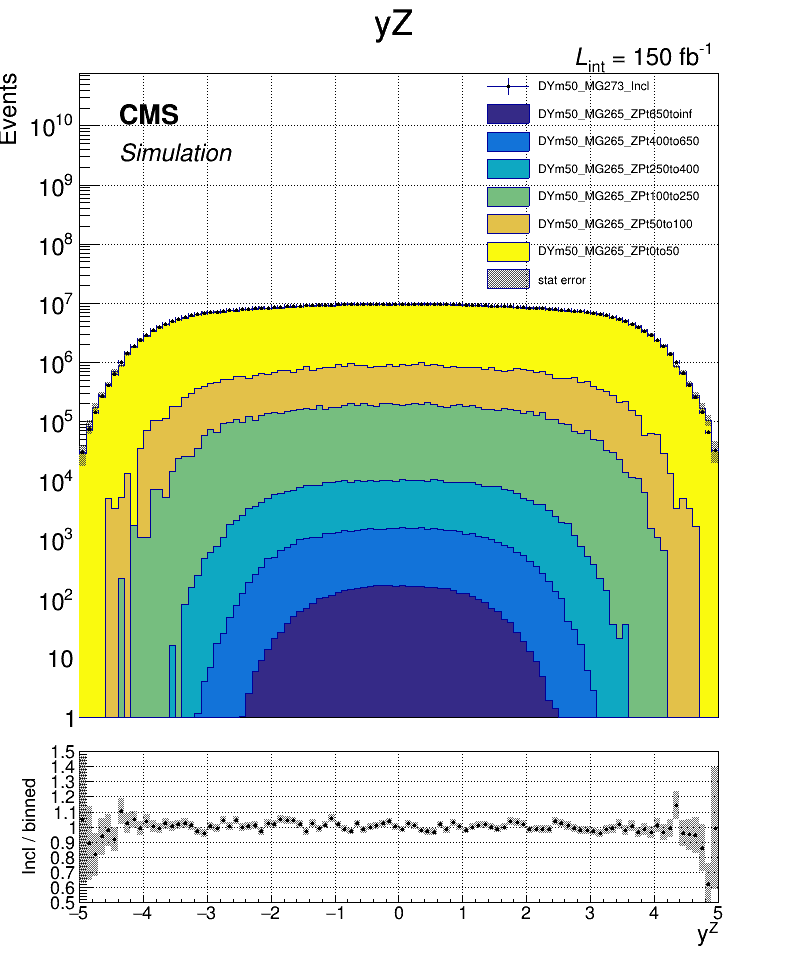 yZ
L_int = 150 fb^-1
Events
CMS
Simulation
DYm50_MG273_Incl
DYm50_MG265_ZPt650toinf
DYm50_MG265_ZPt400to650
DYm50_MG265_ZPt250to400
DYm50_MG265_ZPt100to250
DYm50_MG265_ZPt50to100
DYm50_MG265_ZPt0to50
stat error
10^10
10^9
10^8
10^7
10^6
10^5
10^4
10^3
10^2
10
1
Incl / binned
1.5
1.4
1.3
1.2
1.1
1
0.9
0.8
0.7
0.6
0.5
−5 −4 −3 −2 −1 0 1 2 3 4 5
y^Z